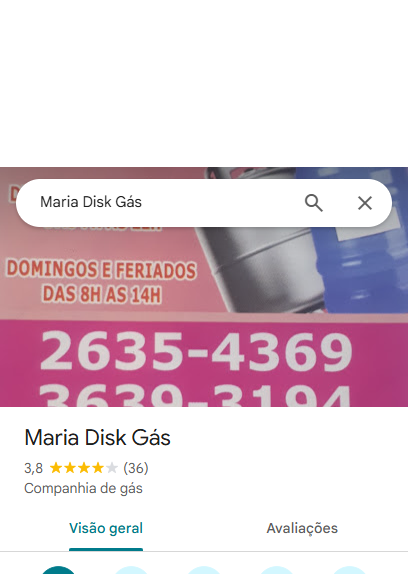 Maria Disk Gás
DOMINGOS E FERIADOS
DAS 8H AS 14H
2635-4369
3639-3194
Maria Disk Gás
3,8 (36)
Companhia de gás
Visão geral
Avaliações